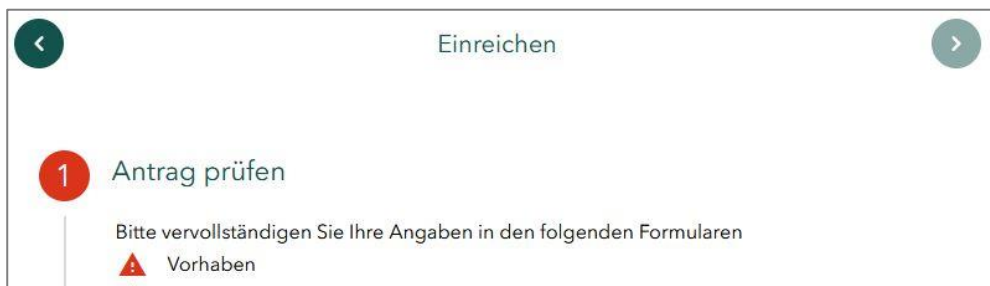 Einreichen
1
Antrag prüfen
Bitte vervollständigen Sie Ihre Angaben in den folgenden Formularen
Vorhaben